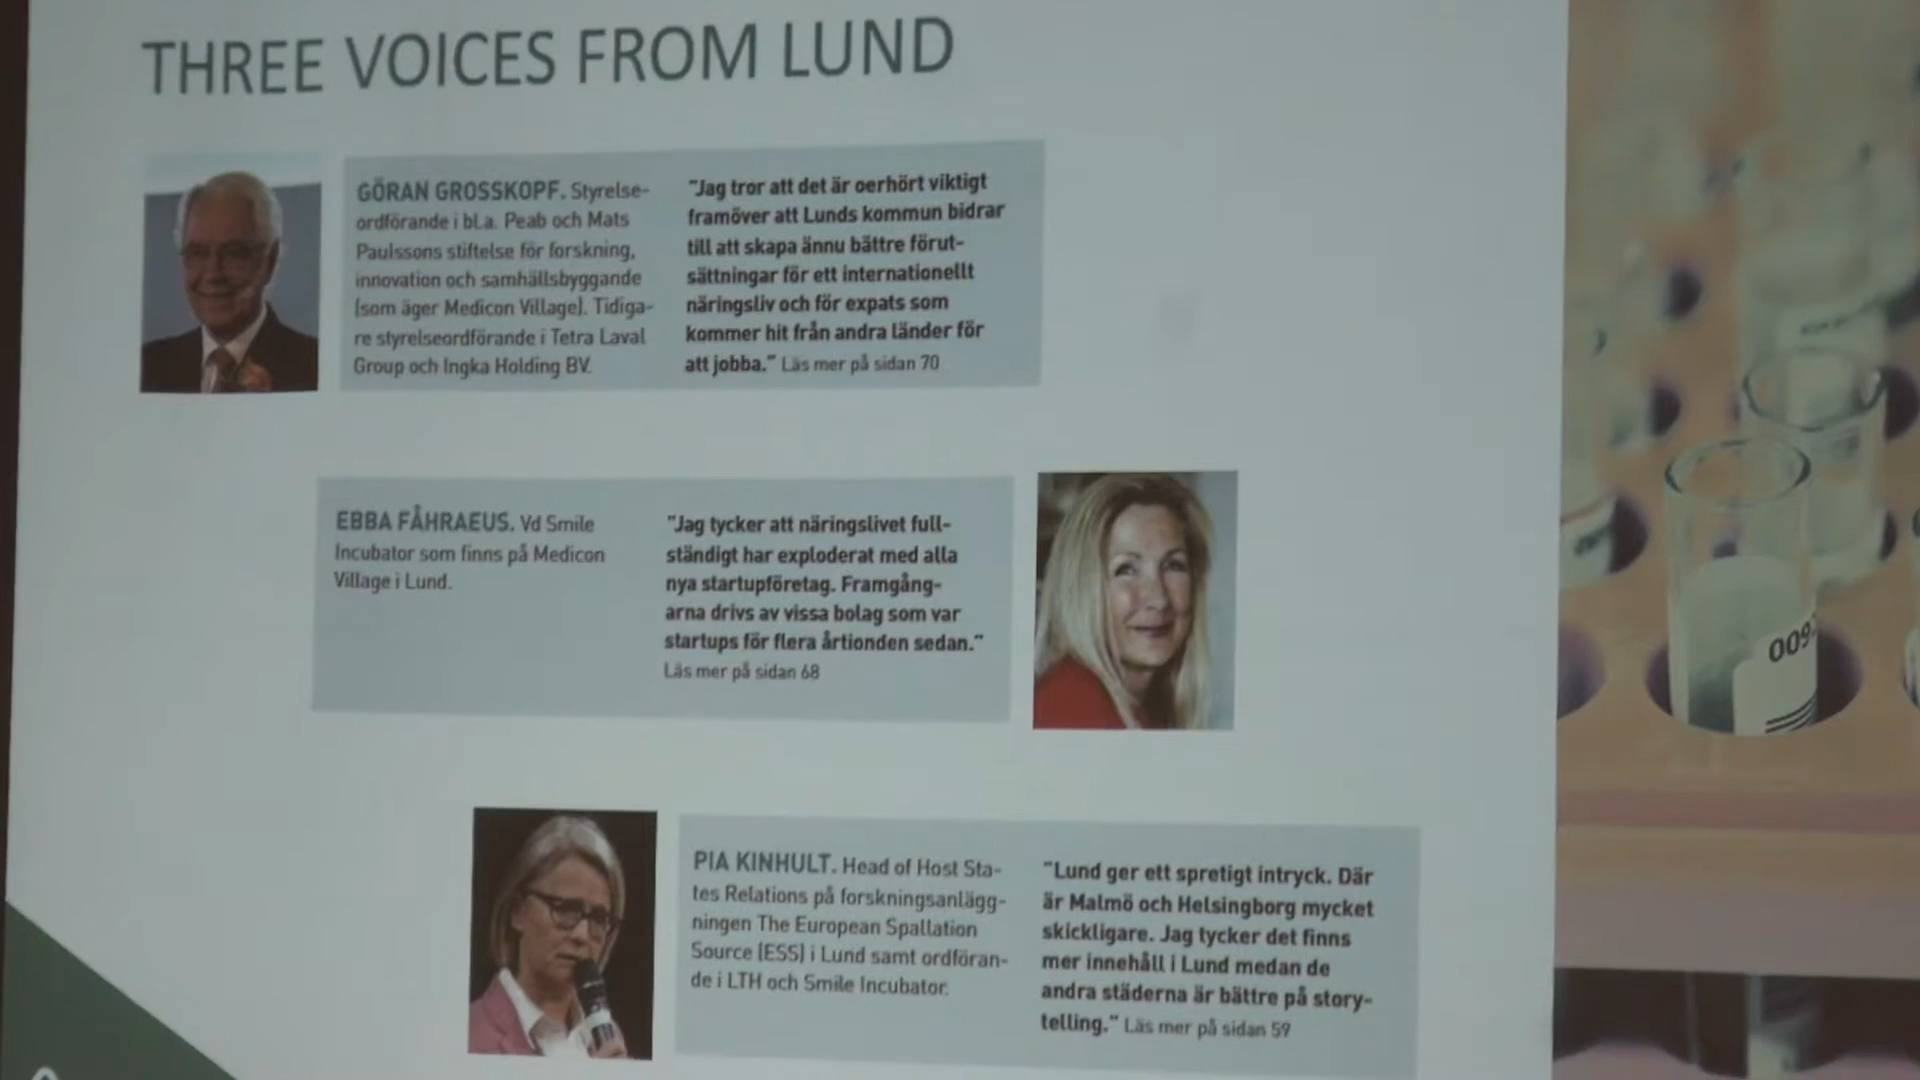 THREE VOICES FROM LUND
GÖRAN GROSSKOPF. Styrelse-
ordförande i bl.a. Peab och Mats
Paulssons stiftelse för forskning,
innovation och samhällsbyggande
(som äger Medicon Village). Tidiga-
re styrelseordförande i Tetra Laval
Group och Ingka Holding BV.
"Jag tror att det är oerhört viktigt
framöver att Lunds kommun bidrar
till att skapa ännu bättre förut-
sättningar för ett internationellt
näringsliv och för expats som
kommer hit från andra länder för
att jobba." Läs mer på sidan 70
EBBA FÅHRAEUS. Vd Smile
Incubator som finns på Medicon
Village i Lund.
"Jag tycker att näringslivet full-
ständigt har exploderat med alla
nya startupföretag. Framgång-
arna drivs av vissa bolag som var
startups för flera årtionden sedan."
Läs mer på sidan 68
PIA KINHULT. Head of Host Sta-
tes Relations på forskningsanlägg-
ningen The European Spallation
Source (ESS) i Lund samt ordföran-
de i LTH och Smile Incubator.
"Lund ger ett spretigt intryck. Där
är Malmö och Helsingborg mycket
skickligare. Jag tycker det finns
mer innehåll i Lund medan de
andra städerna är bättre på story-
telling." Läs mer på sidan 59
009